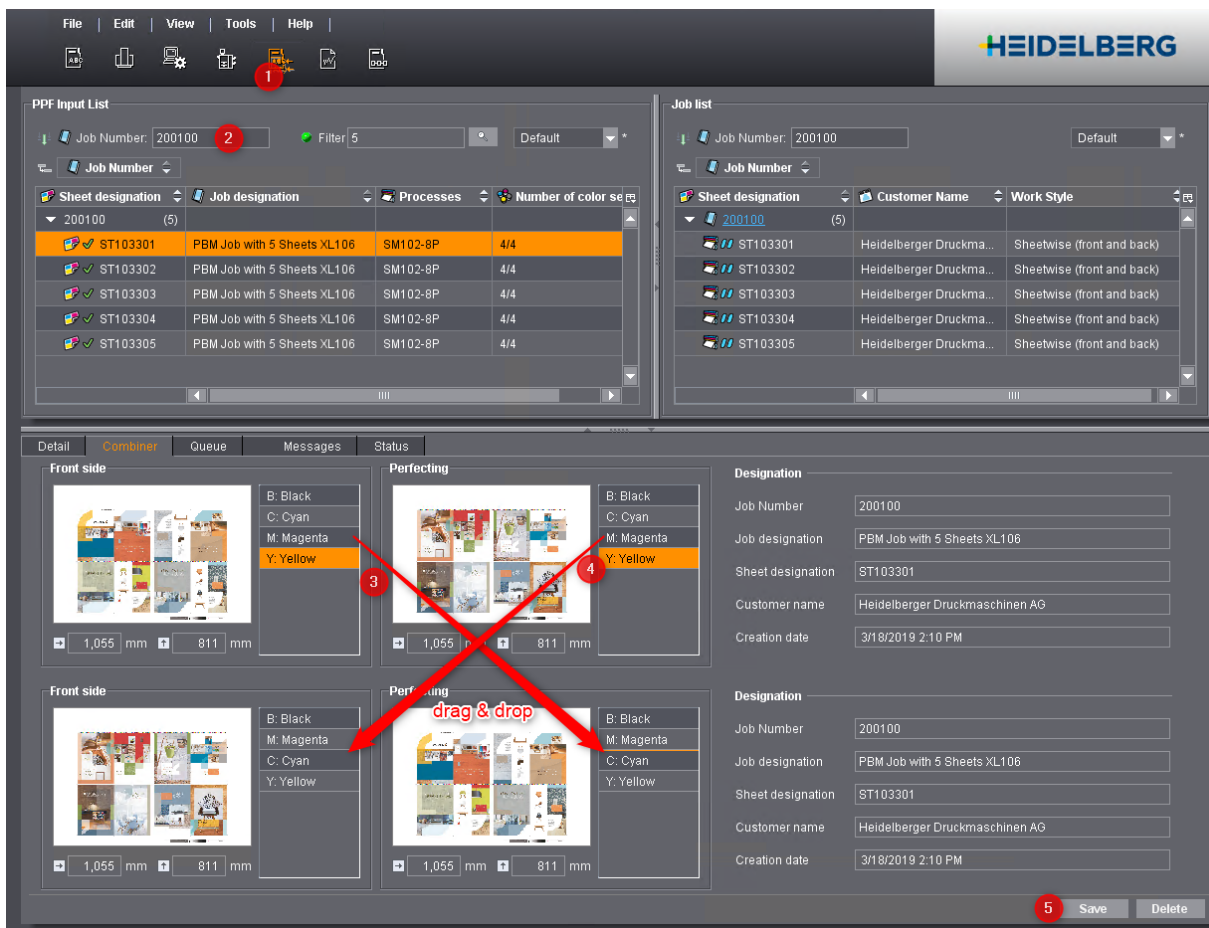 File | Edit | View | Tools | Help |
HEIDELBERG
1
PPF Input List
Job Number: 200100 2 Filter 5 Default *
Job Number
Sheet designation Job designation Processes Number of color se
200100 (5)
ST103301 PBM Job with 5 Sheets XL106 SM102-8P 4/4
ST103302 PBM Job with 5 Sheets XL106 SM102-8P 4/4
ST103303 PBM Job with 5 Sheets XL106 SM102-8P 4/4
ST103304 PBM Job with 5 Sheets XL106 SM102-8P 4/4
ST103305 PBM Job with 5 Sheets XL106 SM102-8P 4/4
Job list
Job Number: 200100 Default *
Job Number
Sheet designation Customer Name Work Style
200100 (5)
ST103301 Heidelberger Druckma... Sheetwise (front and back)
ST103302 Heidelberger Druckma... Sheetwise (front and back)
ST103303 Heidelberger Druckma... Sheetwise (front and back)
ST103304 Heidelberger Druckma... Sheetwise (front and back)
ST103305 Heidelberger Druckma... Sheetwise (front and back)
Detail Combiner Queue Messages Status
Front side
B: Black
C: Cyan
M: Magenta
Y: Yellow
3
1,055 mm 811 mm
Perfecting
B: Black
C: Cyan
M: Magenta
Y: Yellow
4
1,055 mm 811 mm
Designation
Job Number 200100
Job designation PBM Job with 5 Sheets XL106
Sheet designation ST103301
Customer name Heidelberger Druckmaschinen AG
Creation date 3/18/2019 2:10 PM
Front side
B: Black
M: Magenta
C: Cyan
Y: Yellow
1,055 mm 811 mm
Perfecting
drag & drop
B: Black
M: Magenta
C: Cyan
Y: Yellow
1,055 mm 811 mm
Designation
Job Number 200100
Job designation PBM Job with 5 Sheets XL106
Sheet designation ST103301
Customer name Heidelberger Druckmaschinen AG
Creation date 3/18/2019 2:10 PM
5 Save Delete